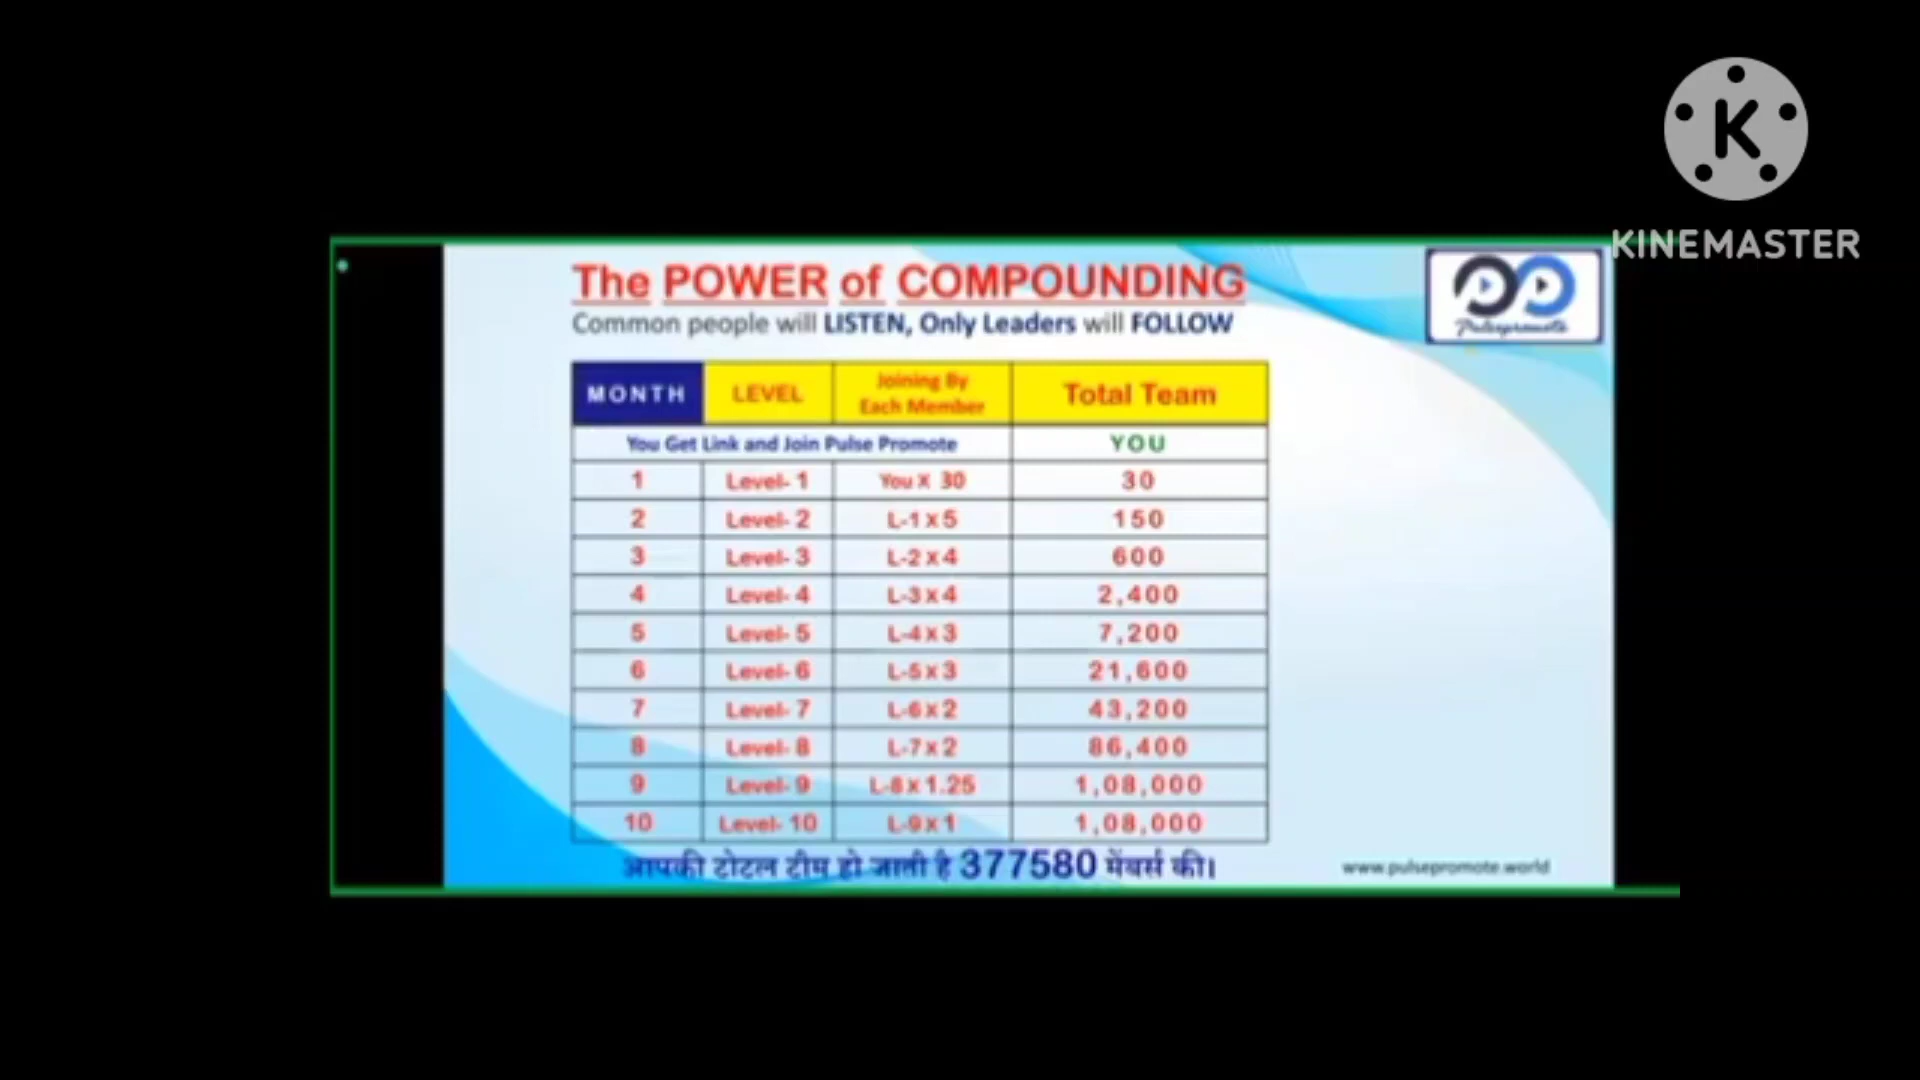 KINEMASTER
The POWER of COMPOUNDING
Common people will LISTEN, Only Leaders will FOLLOW
Pulsepromote
MONTH LEVEL Joining By Each Member Total Team
You Get Link and Join Pulse Promote YOU
1 Level- 1 You X 30 30
2 Level- 2 L-1 x 5 150
3 Level- 3 L-2 x 4 600
4 Level- 4 L-3 x 4 2,400
5 Level- 5 L-4 x 3 7,200
6 Level- 6 L-5 x 3 21,600
7 Level- 7 L-6 x 2 43,200
8 Level- 8 L-7 x 2 86,400
9 Level- 9 L-8 x 1.25 1,08,000
10 Level- 10 L-9 x 1 1,08,000
आपकी टोटल टीम हो जाती है 377580 मेंबर्स की।
www.pulsepromote.world